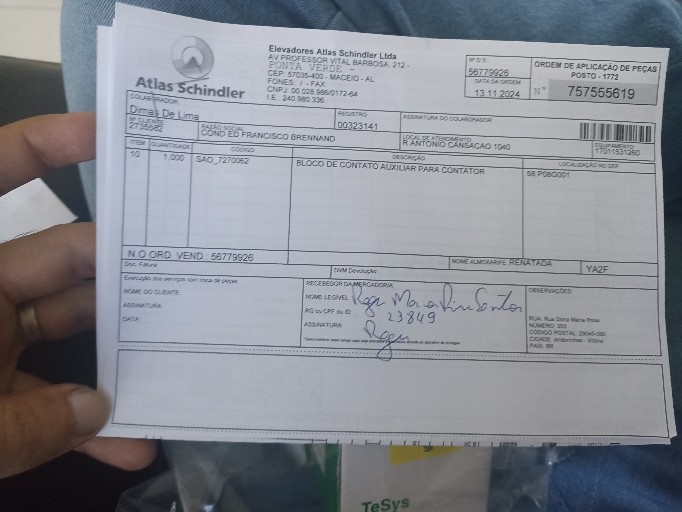 Atlas Schindler
Elevadores Atlas Schindler Ltda
AV PROFESSOR VITAL BARBOSA, 212 -
PONTA VERDE -
CEP: 57035-400 - MACEIO - AL
FONES: / - FAX:
CNPJ: 00.028.986/0172-64
I.E.: 240.980.336
Nº O.S.
56779926
DATA DA ORDEM
13.11.2024
ORDEM DE APLICAÇÃO DE PEÇAS
POSTO - 1772
Nº 757555619
COLABORADOR
Dimas De Lima
REGISTRO
00323141
ASSINATURA DO COLABORADOR
Nº CLIENTE
2735682
RAZÃO SOCIAL
COND ED FRANCISCO BRENNAND
LOCAL DE ATENDIMENTO
R ANTONIO CANSACAO 1040
EQUIPAMENTO
17011531260
ITEM QUANTIDADE CÓDIGO DESCRIÇÃO LOCALIZAÇÃO NO DEP.
10 1,000 SAO_7270062 BLOCO DE CONTATO AUXILIAR PARA CONTATOR 58.P08G001
N.O ORD. VEND.: 56779926
NOME ALMOXARIFE: RENATADA YA2F
Doc. Fatura:
OVM Devolução:
Execução dos serviços com troca de peças
NOME DO CLIENTE:
ASSINATURA:
DATA:
RECEBEDOR DA MERCADORIA
NOME LEGÍVEL:
RG ou CPF ou ID: 23849
ASSINATURA:
OBSERVAÇÕES
RUA: Rua Dona Maria Rosa
NÚMERO: 355
CÓDIGO POSTAL: 29045-090
CIDADE: Andorinhas - Vitória
PAÍS: BR
TeSys